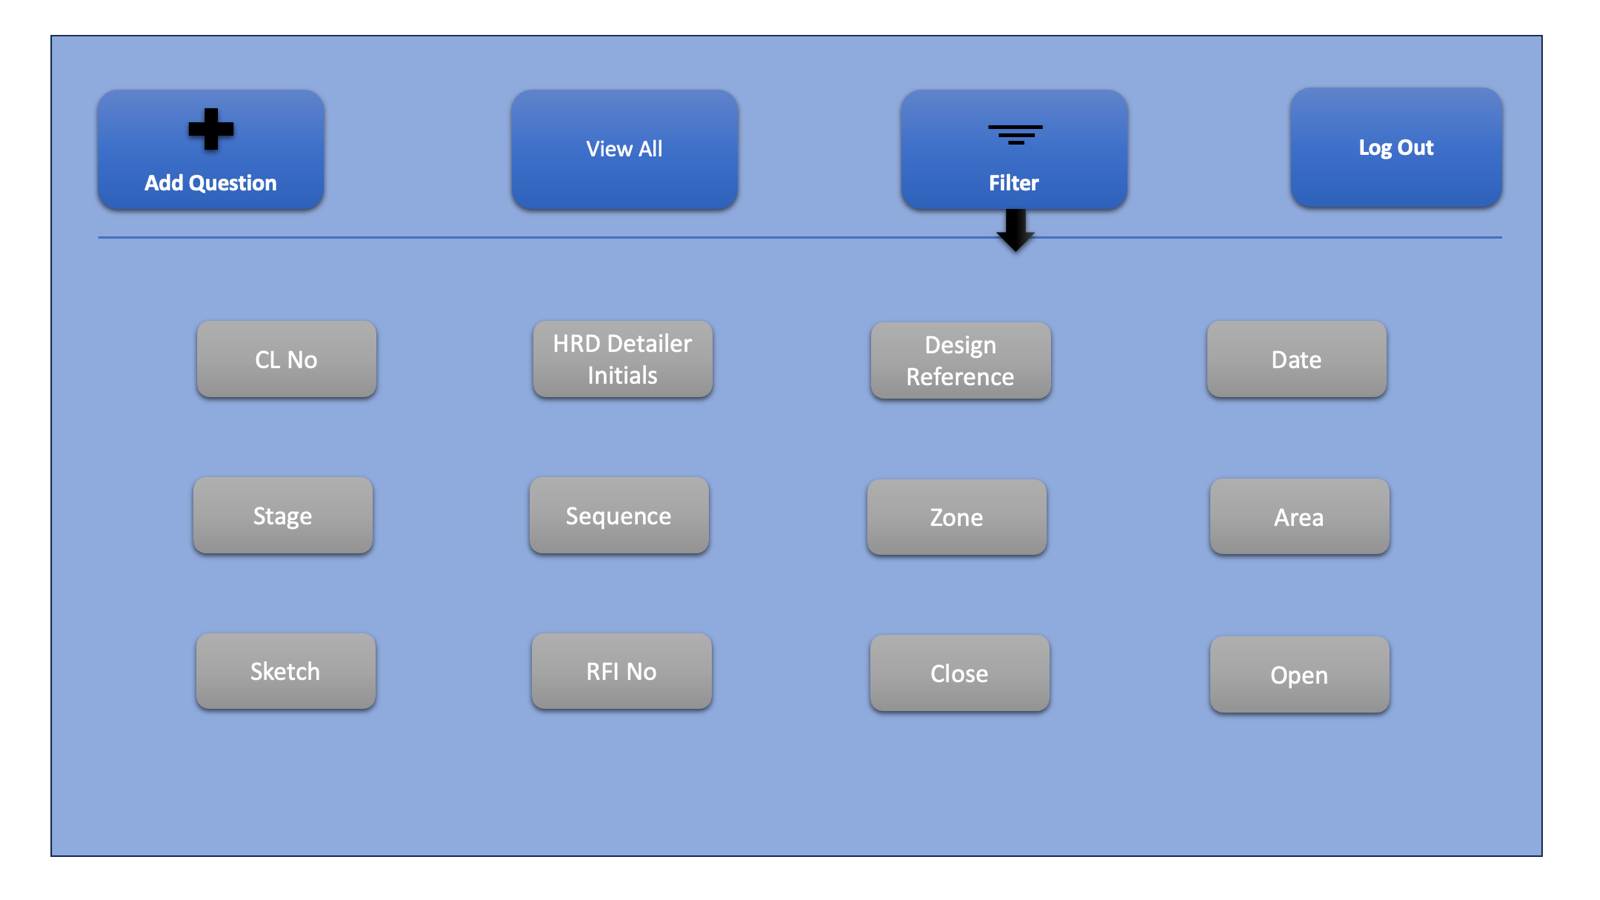 Add Question
View All
Filter
Log Out
CL No
HRD Detailer
Initials
Design
Reference
Date
Stage
Sequence
Zone
Area
Sketch
RFI No
Close
Open